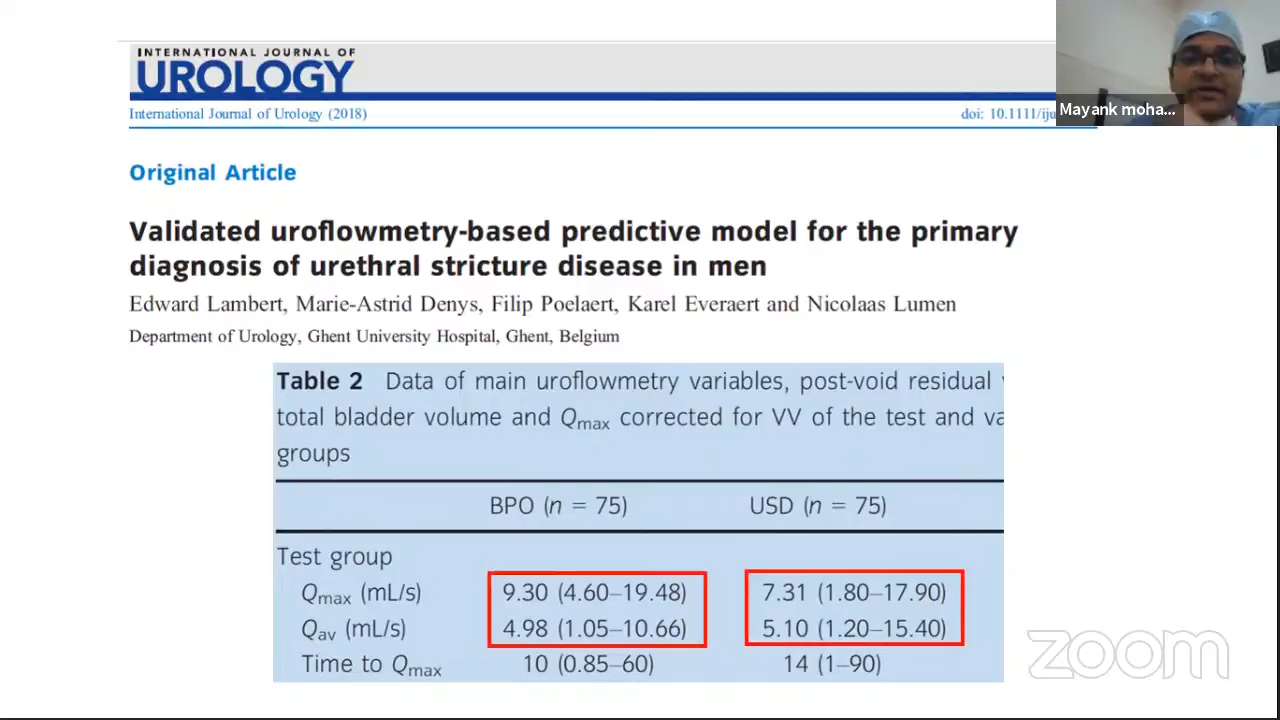 INTERNATIONAL JOURNAL OF
UROLOGY
International Journal of Urology (2018)
doi: 10.1111/iju
Mayank moha...
Original Article
Validated uroflowmetry-based predictive model for the primary
diagnosis of urethral stricture disease in men
Edward Lambert, Marie-Astrid Denys, Filip Poelaert, Karel Everaert and Nicolaas Lumen
Department of Urology, Ghent University Hospital, Ghent, Belgium
Table 2 Data of main uroflowmetry variables, post-void residual
total bladder volume and Qmax corrected for VV of the test and va
groups
BPO (n = 75) USD (n = 75)
Test group
Qmax (mL/s) 9.30 (4.60–19.48) 7.31 (1.80–17.90)
Qav (mL/s) 4.98 (1.05–10.66) 5.10 (1.20–15.40)
Time to Qmax 10 (0.85–60) 14 (1–90)
zoom